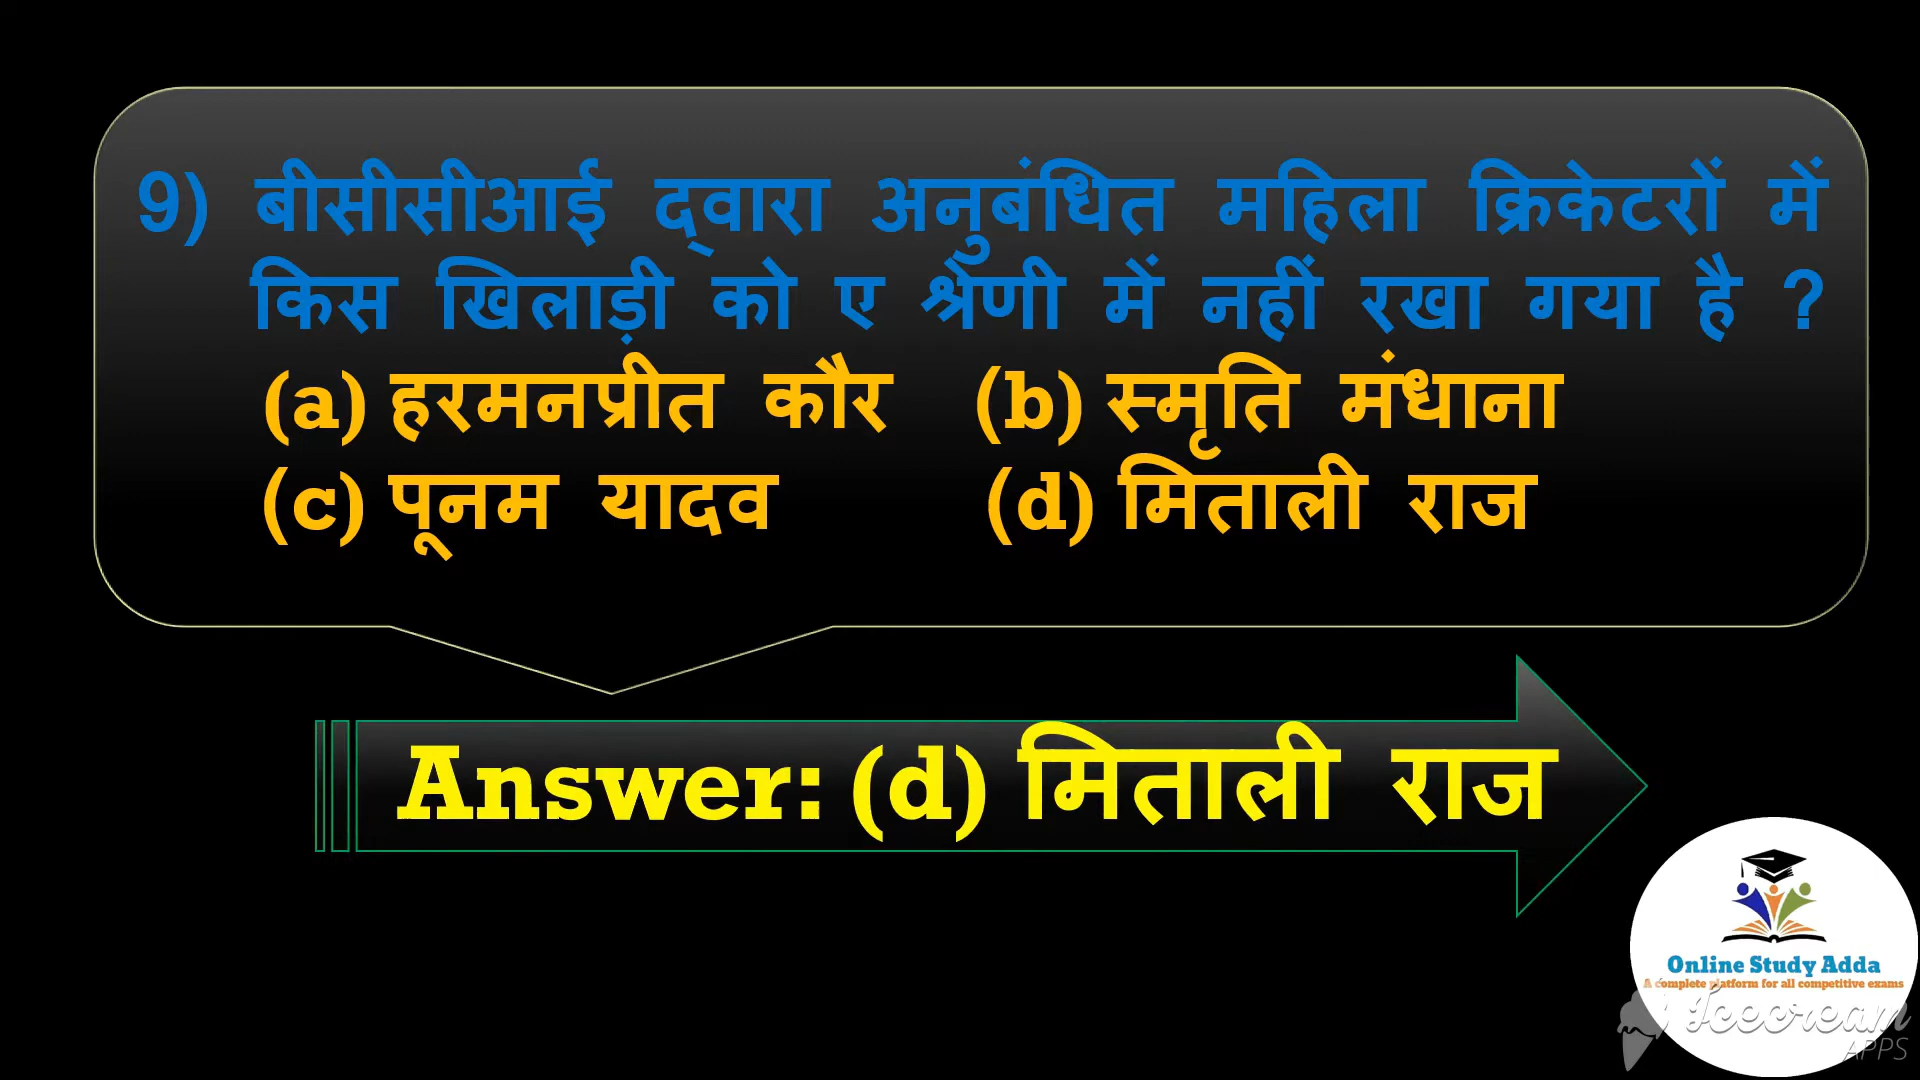 9) बीसीसीआई द्वारा अनुबंधित महिला क्रिकेटरों में
किस खिलाड़ी को ए श्रेणी में नहीं रखा गया है ?
(a) हरमनप्रीत कौर (b) स्मृति मंधाना
(c) पूनम यादव (d) मिताली राज
Answer: (d) मिताली राज
Online Study Adda
A complete platform for all competitive exams
Icecream
APPS